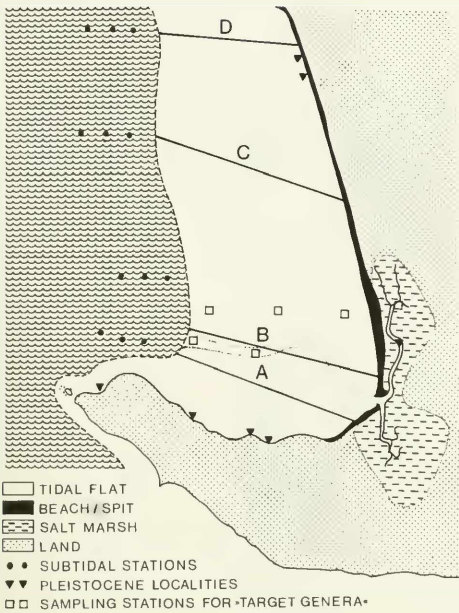 D
C
B
A
TIDAL FLAT
BEACH/SPIT
SALT MARSH
LAND
SUBTIDAL STATIONS
PLEISTOCENE LOCALITIES
SAMPLING STATIONS FOR »TARGET GENERA«